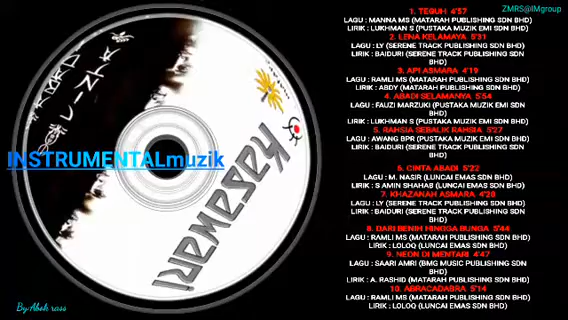 ZMRS@IMgroup
1. TEGUH 4'57
LAGU : MANNA MS (MATARAH PUBLISHING SDN BHD)
LIRIK : LUKHMAN S (PUSTAKA MUZIK EMI SDN BHD)
2. LENA KELAMAYA 5'31
LAGU : LY (SERENE TRACK PUBLISHING SDN BHD)
LIRIK : BAIDURI (SERENE TRACK PUBLISHING SDN
BHD)
3. API ASMARA 4'19
LAGU : RAMLI MS (MATARAH PUBLISHING SDN BHD)
LIRIK : ABDY (MATARAH PUBLISHING SDN BHD)
4. ABADI SELAMANYA 5'54
LAGU : FAUZI MARZUKI (PUSTAKA MUZIK EMI SDN
BHD)
LIRIK : LUKHMAN S (PUSTAKA MUZIK EMI SDN BHD)
5. RAHSIA SEBALIK RAHSIA 5'27
LAGU : AWANG BPR (PUSTAKA MUZIK EMI SDN BHD)
LIRIK : BAIDURI (SERENE TRACK PUBLISHING SDN
BHD)
6. CINTA ABADI 5'22
LAGU : M. NASIR (LUNCAI EMAS SDN BHD)
LIRIK : S AMIN SHAHAB (LUNCAI EMAS SDN BHD)
7. KHAZANAH ASMARA 4'28
LAGU : LY (SERENE TRACK PUBLISHING SDN BHD)
LIRIK : BAIDURI (SERENE TRACK PUBLISHING SDN
BHD)
8. DARI BENIH HINGGA BUNGA 5'44
LAGU : RAMLI MS (MATARAH PUBLISHING SDN BHD)
LIRIK : LOLOQ (LUNCAI EMAS SDN BHD)
9. NEON DI MENTARI 4'47
LAGU : SAARI AMRI (BMG MUSIC PUBLISHING SDN
BHD)
LIRIK : A. RASHID (MATARAH PUBLISHING SDN BHD)
10. ABRACADABRA 5'14
LAGU : RAMLI MS (MATARAH PUBLISHING SDN BHD)
LIRIK : LOLOQ (LUNCAI EMAS SDN BHD)
INSTRUMENTALmuzik
KASAWARI